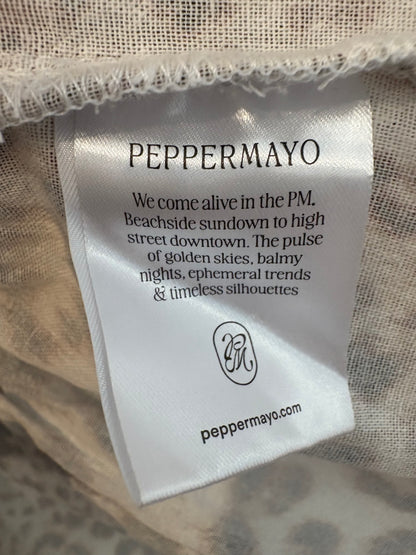 PEPPERMAYO
We come alive in the PM.
Beachside sundown to high
street downtown. The pulse
of golden skies, balmy
nights, ephemeral trends
& timeless silhouettes
PM
peppermayo.com